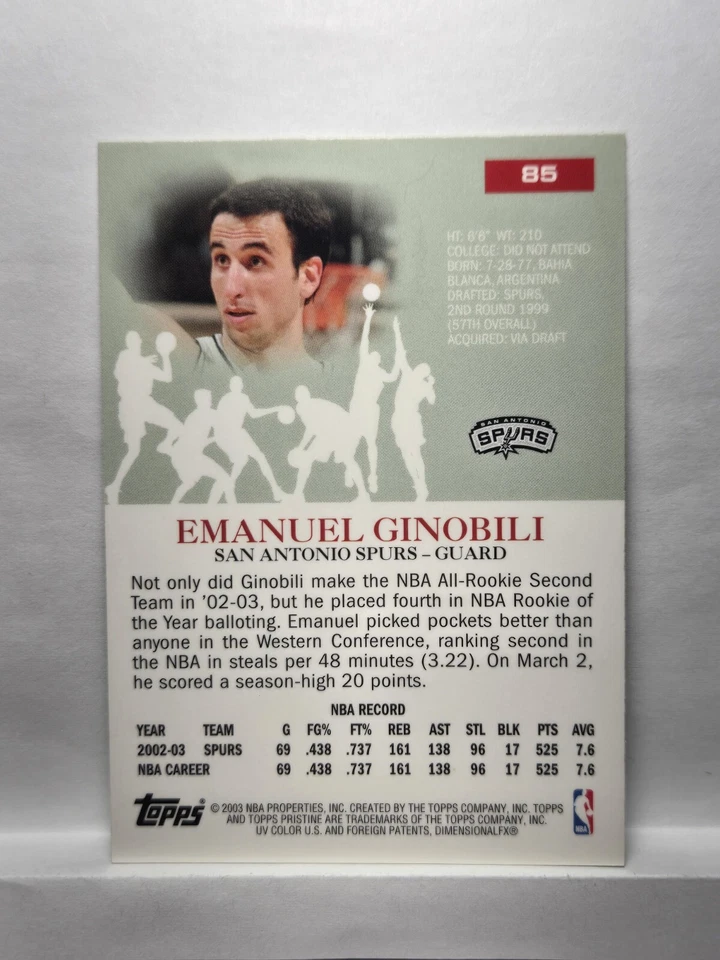 85
HT: 6'6" WT: 210
COLLEGE: DID NOT ATTEND
BORN: 7-28-77, BAHIA
BLANCA, ARGENTINA
DRAFTED: SPURS,
2ND ROUND 1999
(57TH OVERALL)
ACQUIRED: VIA DRAFT
SAN ANTONIO
SPURS
EMANUEL GINOBILI
SAN ANTONIO SPURS – GUARD
Not only did Ginobili make the NBA All-Rookie Second
Team in '02-03, but he placed fourth in NBA Rookie of
the Year balloting. Emanuel picked pockets better than
anyone in the Western Conference, ranking second in
the NBA in steals per 48 minutes (3.22). On March 2,
he scored a season-high 20 points.
NBA RECORD
YEAR TEAM G FG% FT% REB AST STL BLK PTS AVG
2002-03 SPURS 69 .438 .737 161 138 96 17 525 7.6
NBA CAREER 69 .438 .737 161 138 96 17 525 7.6
Topps® © 2003 NBA PROPERTIES, INC. CREATED BY THE TOPPS COMPANY, INC. TOPPS
AND TOPPS PRISTINE ARE TRADEMARKS OF THE TOPPS COMPANY, INC.
UV COLOR U.S. AND FOREIGN PATENTS, DIMENSIONALFX®
NBA